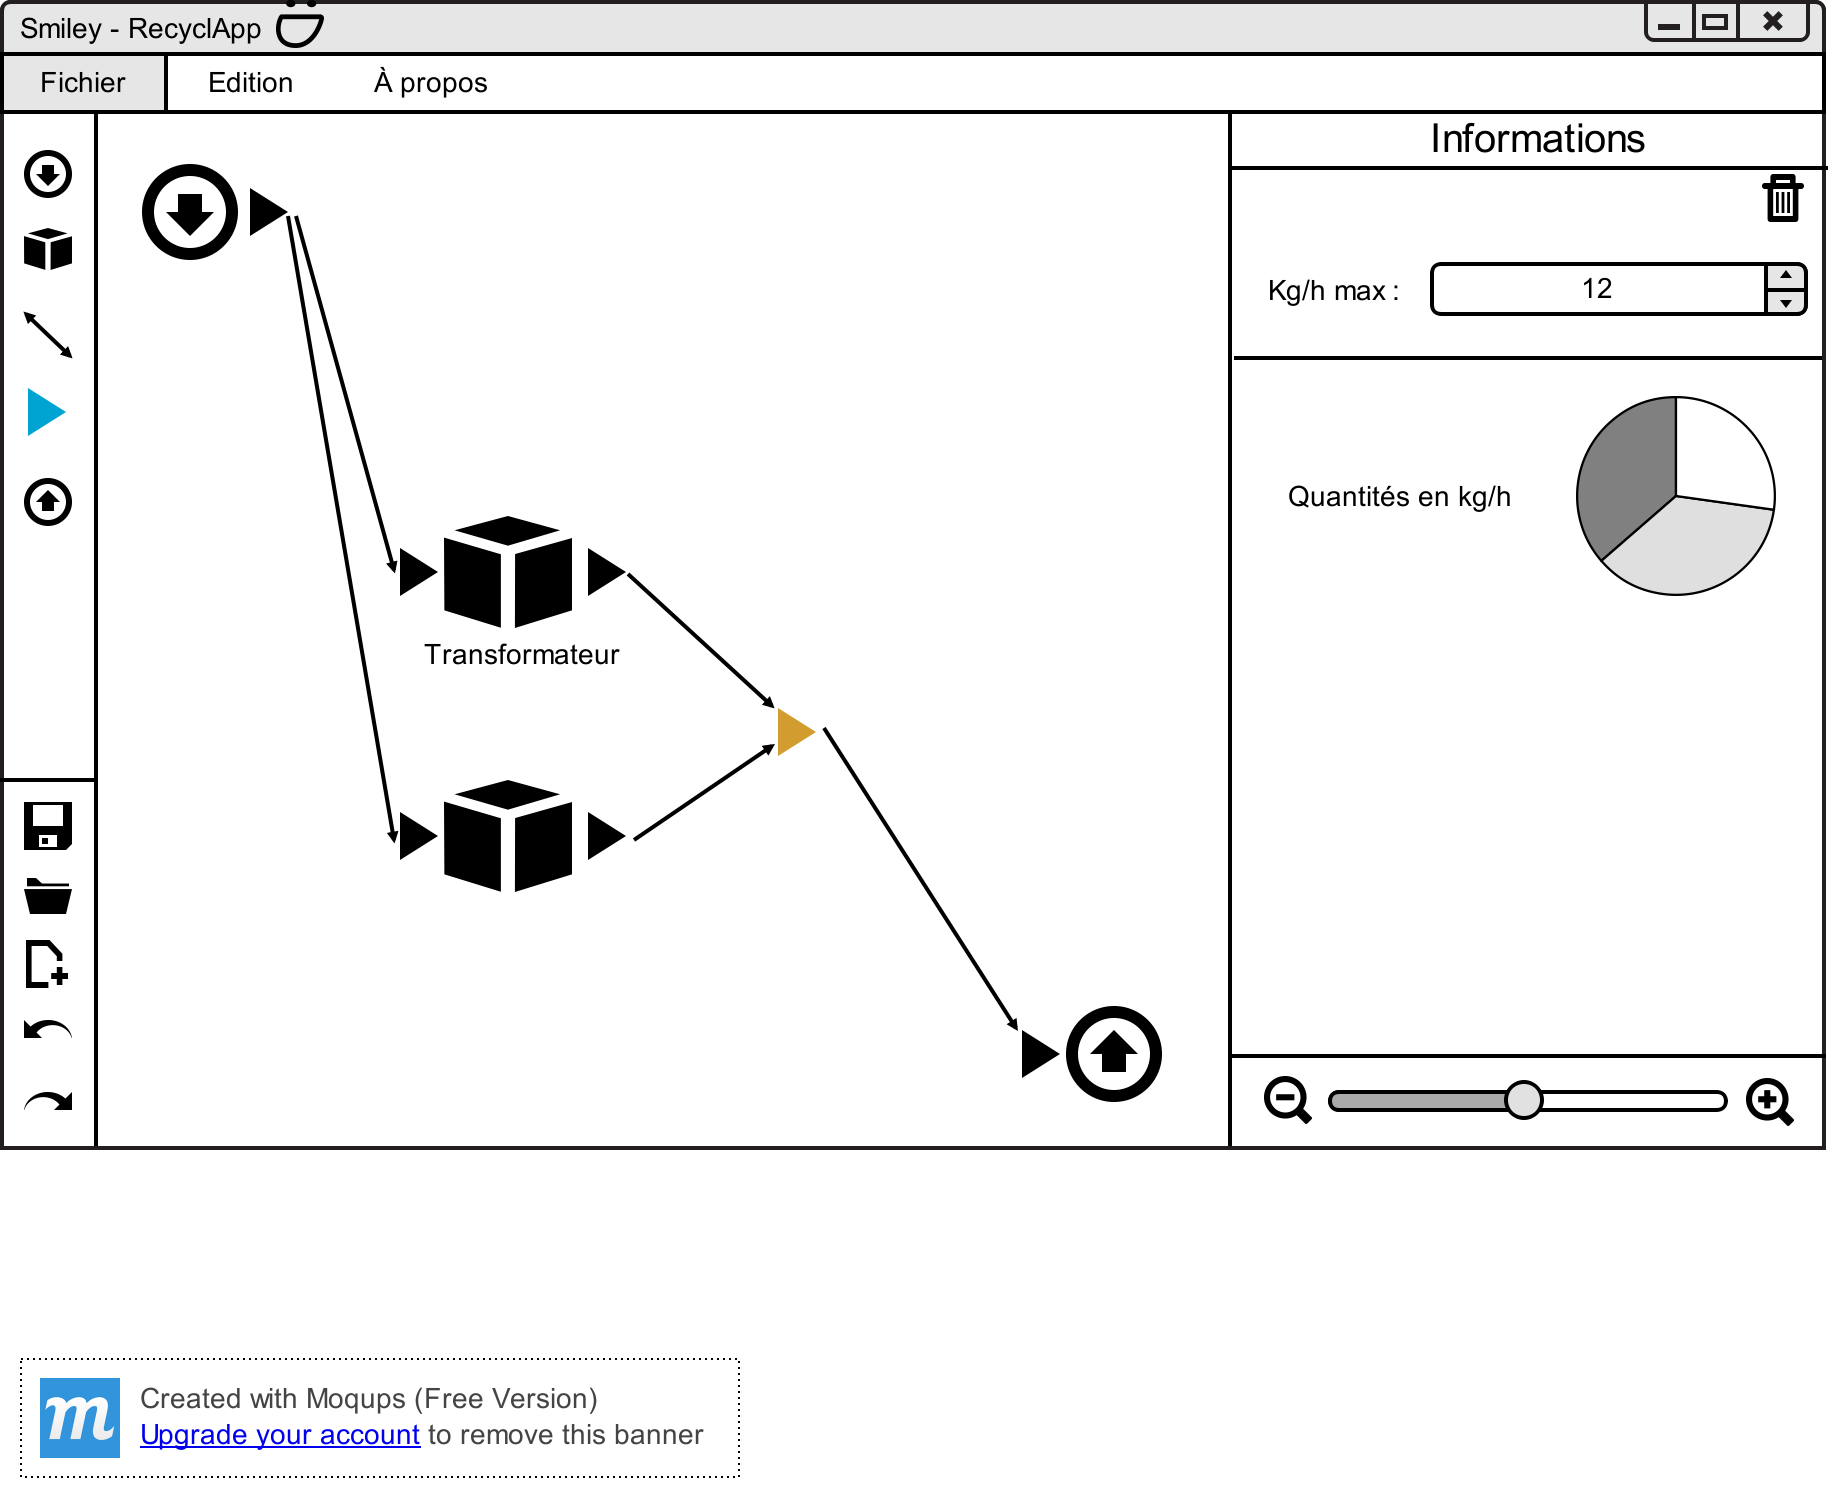 Smiley - RecyclApp
Fichier
Edition
À propos
Informations
Kg/h max :
12
Quantités en kg/h
Transformateur
m
Created with Moqups (Free Version)
Upgrade your account to remove this banner